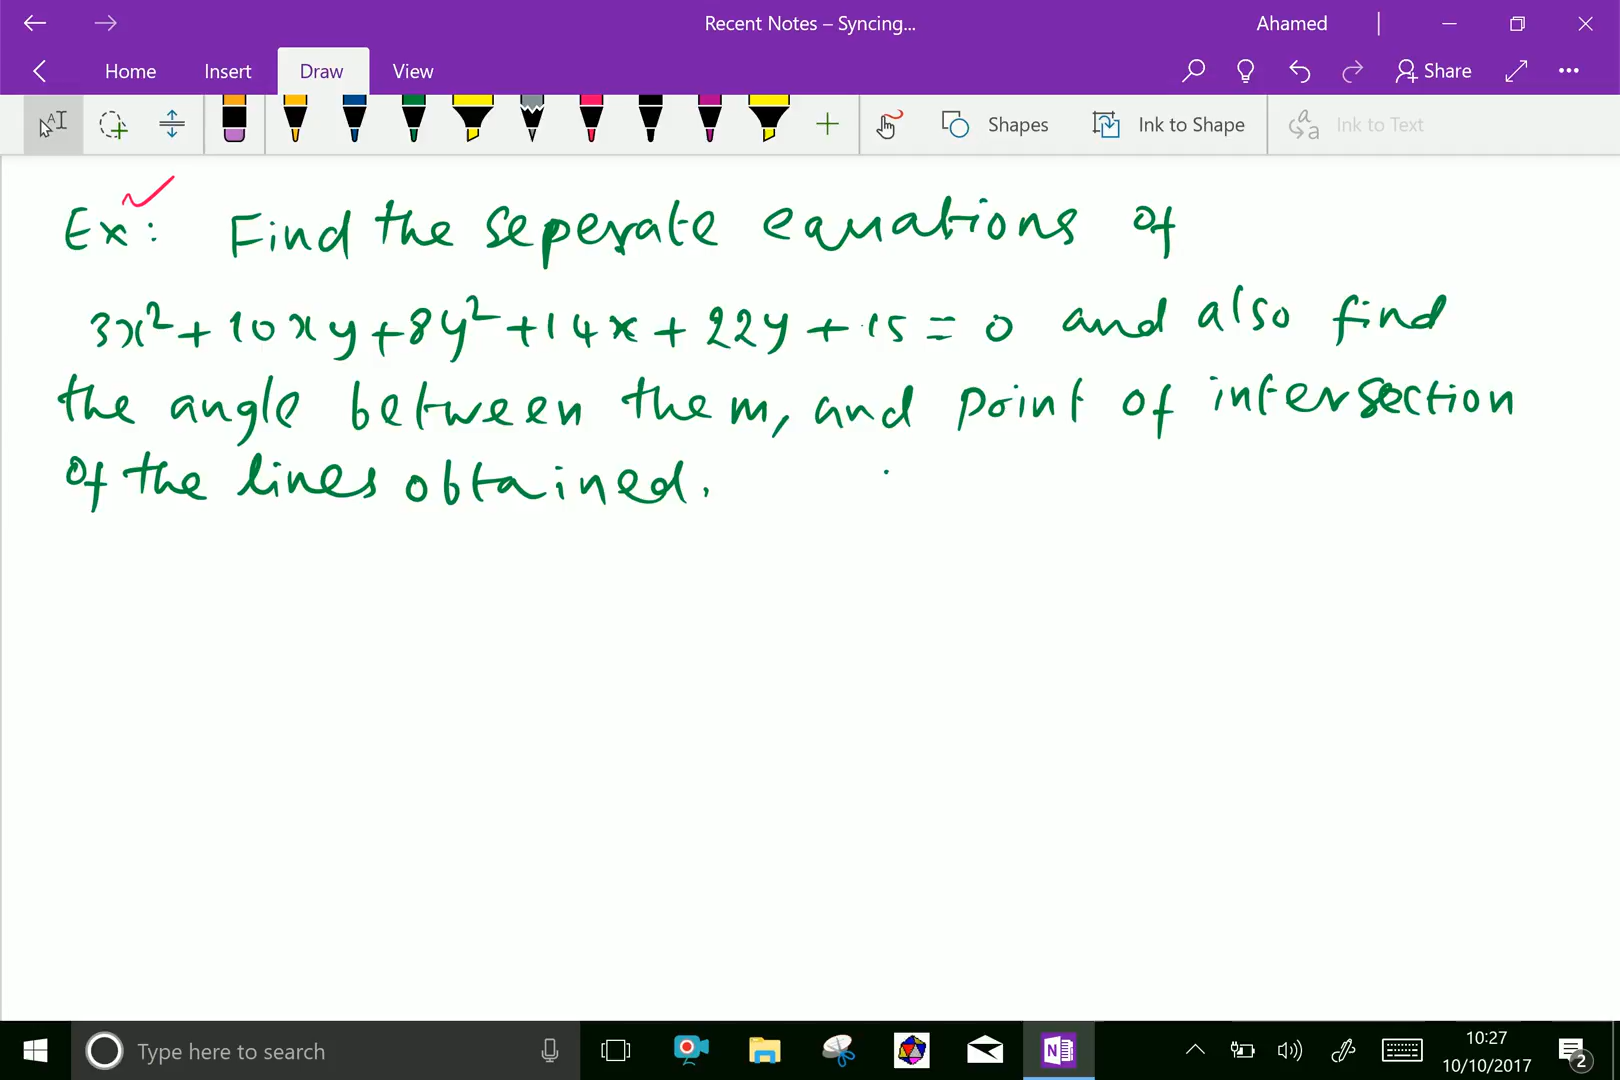 Recent Notes – Syncing...
Ahamed
Home Insert Draw View
Share
Shapes Ink to Shape Ink to Text
Ex: Find the seperate equations of
3x²+10xy+8y²+14x+22y+15=0 and also find
the angle between them, and point of intersection
of the lines obtained.
Type here to search
10:27
10/10/2017
2